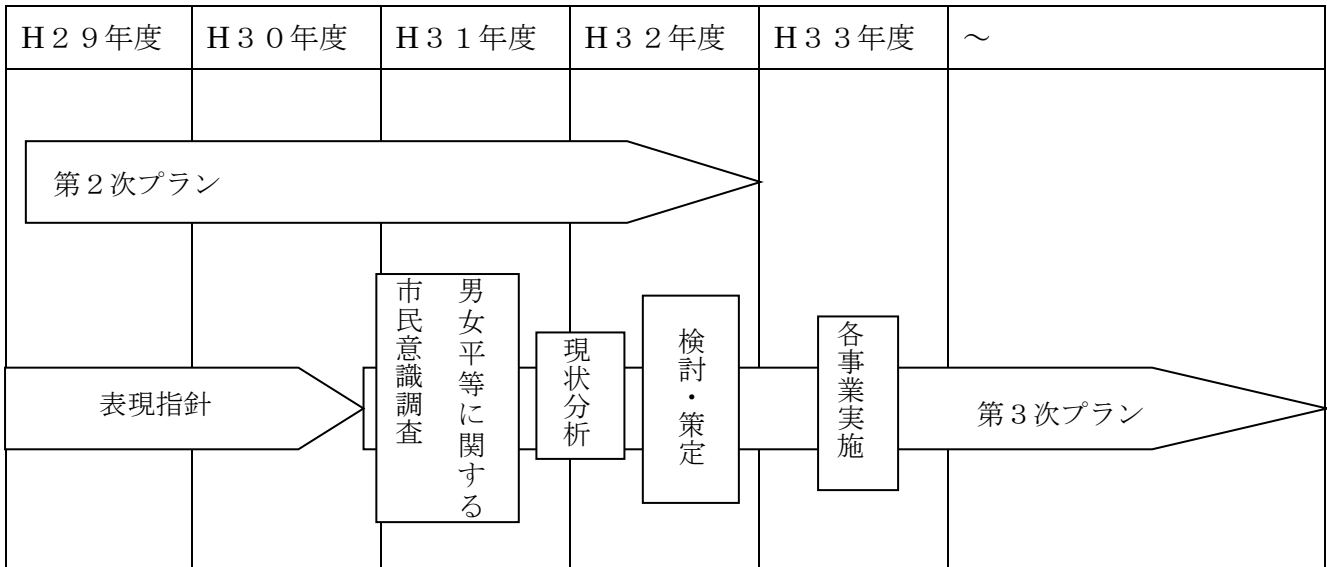 H２９年度
H３０年度
H３１年度
H３２年度
H３３年度
～
第２次プラン
表現指針
男女平等に関する
市民意識調査
現状分析
検討・策定
各事業実施
第３次プラン